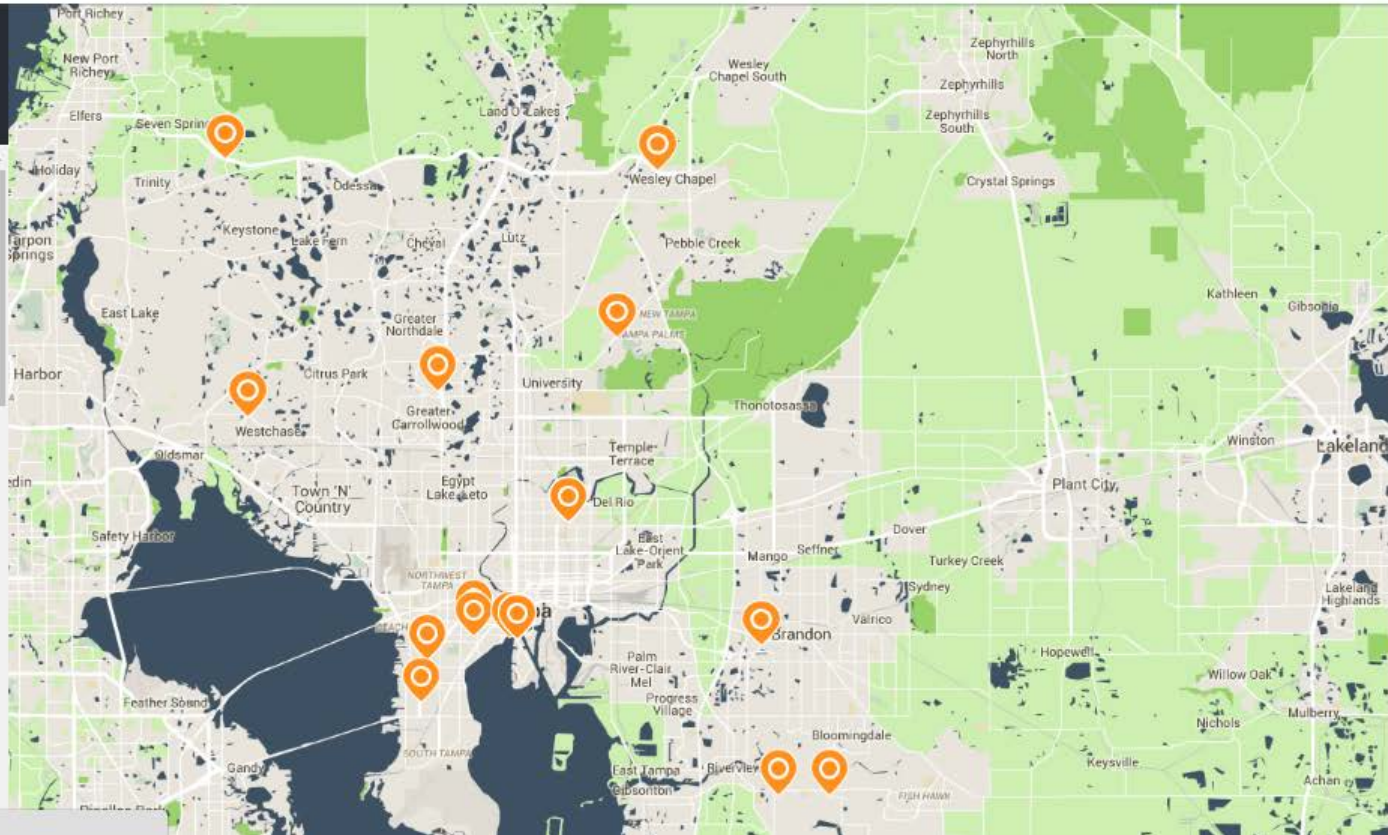 Port Richey
New Port
Richey
Elfers
Seven Sprin
Holiday
Trinity
Odessa
Land O' Lakes
Wesley
Chapel South
Zephyrhills
North
Zephyrhills
Zephyrhills
South
Wesley Chapel
Crystal Springs
Tarpon
Springs
Keystone
Lake Fern
Cheval
Lutz
Pebble Creek
Kathleen
Gibsonia
East Lake
Greater
Northdale
NEW TAMPA
TAMPA PALMS
Harbor
Citrus Park
University
Thonotosassa
Greater
Carrollwood
Westchase
Oldsmar
Winston
Lakeland
Temple
Terrace
edin
Town 'N'
Country
Egypt
Lake-Leto
Del Rio
Plant City
Safety Harbor
East
Lake-Orient
Park
Mango
Seffner
Dover
Turkey Creek
NORTHWEST
TAMPA
Sydney
Lakeland
Highlands
pa
BEACH
Brandon
Valrico
Hopewell
Palm
River-Clair
Mel
Progress
Village
Willow Oak
Feather Sound
Nichols
Mulberry
SOUTH TAMPA
Bloomingdale
Gandy
East Tampa
Gibsonton
Riverview
Keysville
FISH HAWK
Achan